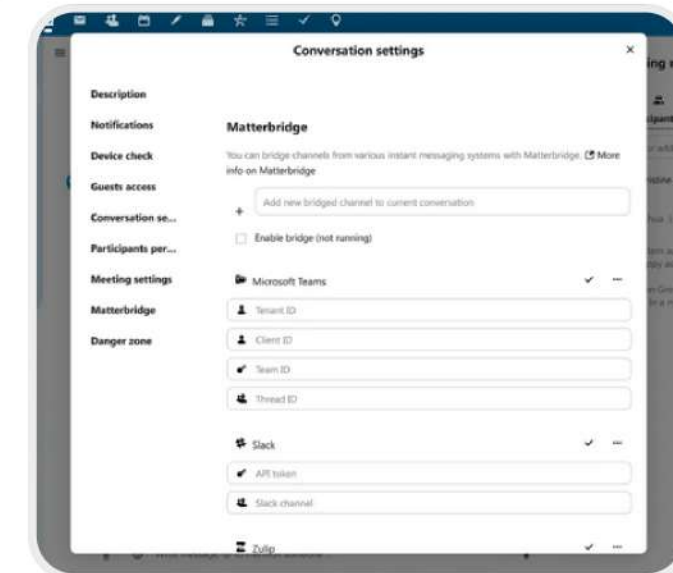 Conversation settings
Description
Notifications
Device check
Guests access
Conversation se...
Participants per...
Meeting settings
Matterbridge
Danger zone
Matterbridge
You can bridge channels from various instant messaging systems with Matterbridge. More
info on Matterbridge
Add new bridged channel to current conversation
Enable bridge (not running)
Microsoft Teams
Tenant ID
Client ID
Team ID
Thread ID
Slack
API token
Slack channel
Zulip